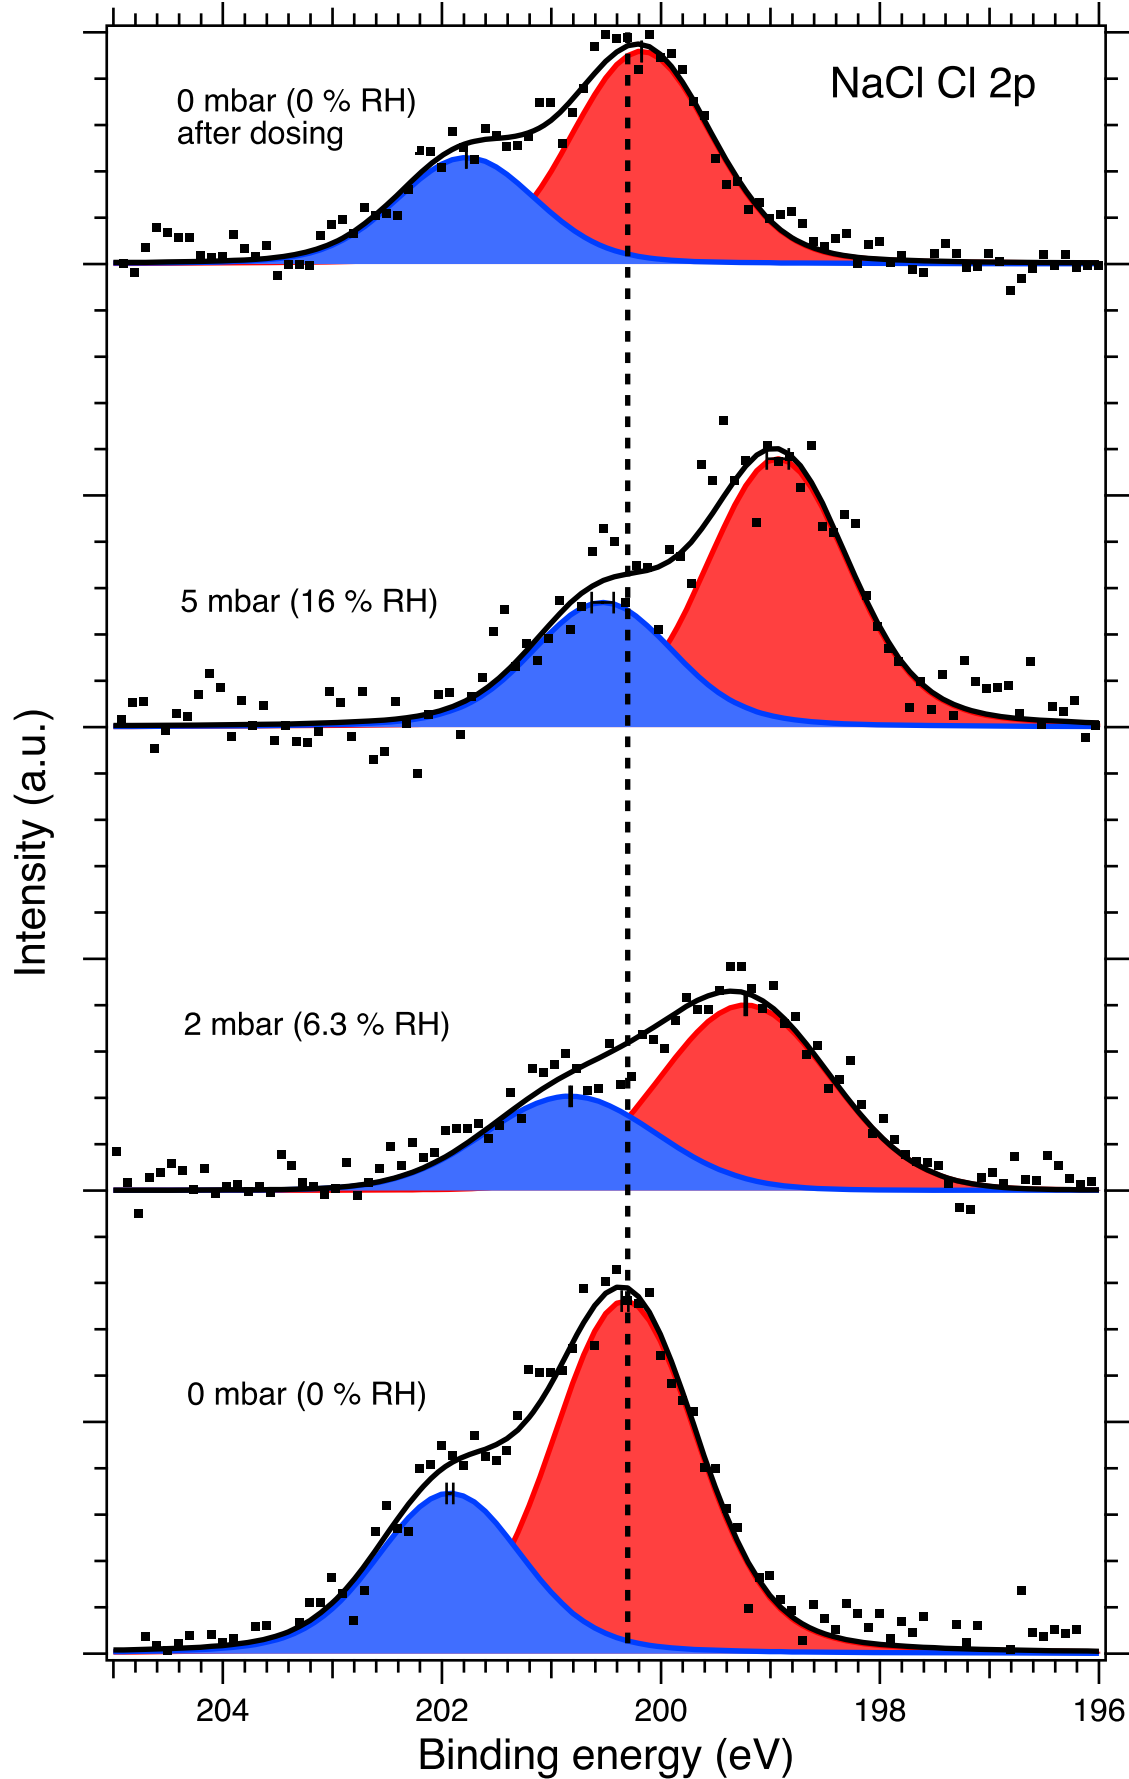 NaCl Cl 2p
0 mbar (0 % RH)
after dosing
5 mbar (16 % RH)
2 mbar (6.3 % RH)
0 mbar (0 % RH)
Intensity (a.u.)
204 202 200 198 196
Binding energy (eV)